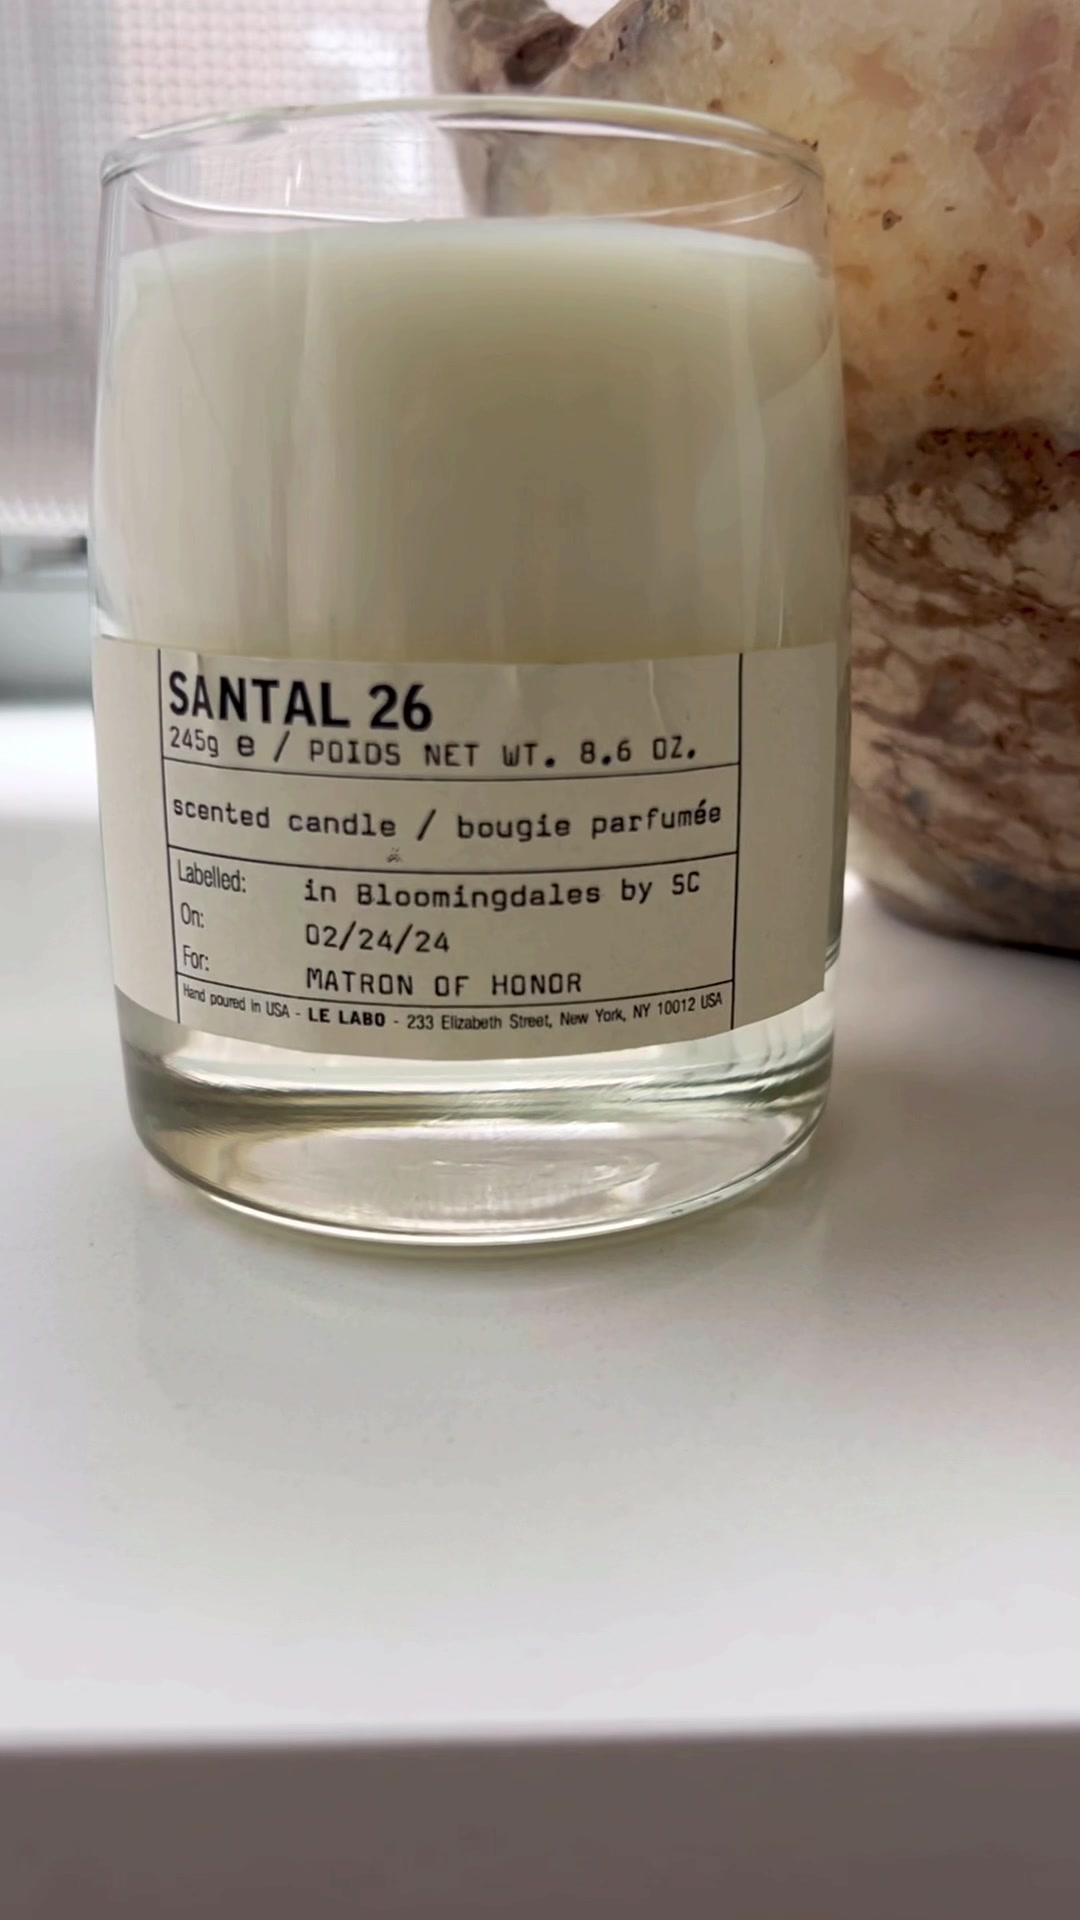 SANTAL 26
245g e / POIDS NET WT. 8.6 OZ.
scented candle / bougie parfumée
Labelled: in Bloomingdales by SC
On: 02/24/24
For: MATRON OF HONOR
Hand poured in USA - LE LABO - 233 Elizabeth Street, New York, NY 10012 USA